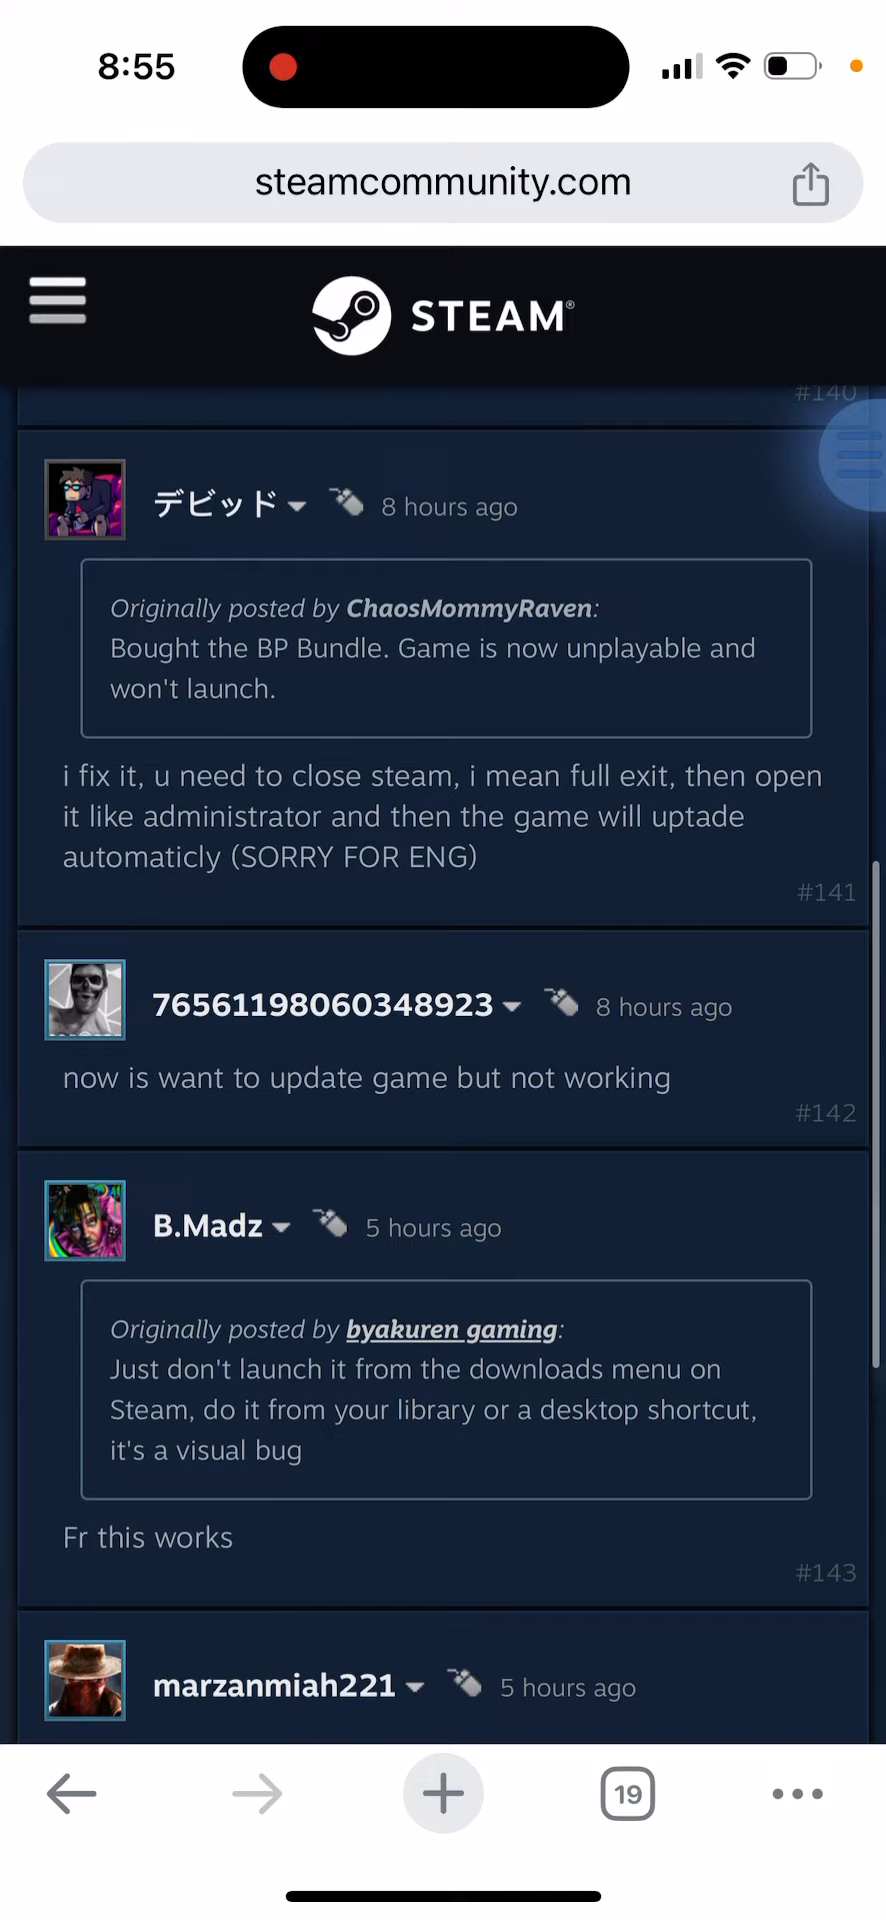 8:55
steamcommunity.com
STEAM®
#140
デビッド 8 hours ago
Originally posted by ChaosMommyRaven:
Bought the BP Bundle. Game is now unplayable and
won't launch.
i fix it, u need to close steam, i mean full exit, then open
it like administrator and then the game will uptade
automaticly (SORRY FOR ENG)
#141
76561198060348923 8 hours ago
now is want to update game but not working
#142
B.Madz 5 hours ago
Originally posted by byakuren gaming:
Just don't launch it from the downloads menu on
Steam, do it from your library or a desktop shortcut,
it's a visual bug
Fr this works
#143
marzanmiah221 5 hours ago
19